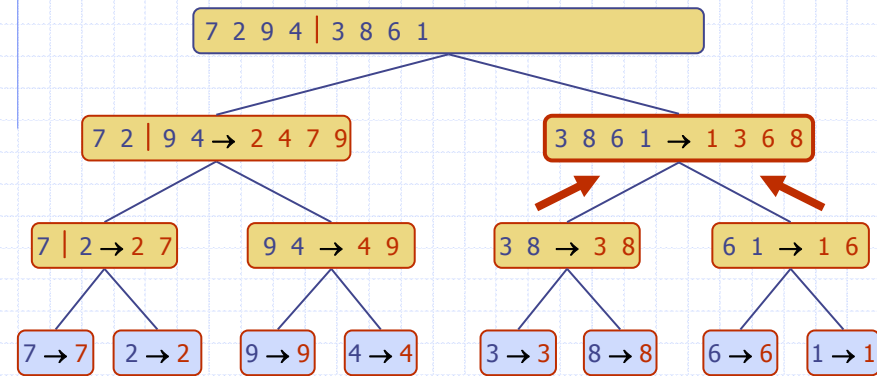 7 2 9 4 | 3 8 6 1
7 2 | 9 4 → 2 4 7 9
3 8 6 1 → 1 3 6 8
7 | 2 → 2 7
9 4 → 4 9
3 8 → 3 8
6 1 → 1 6
7 → 7
2 → 2
9 → 9
4 → 4
3 → 3
8 → 8
6 → 6
1 → 1